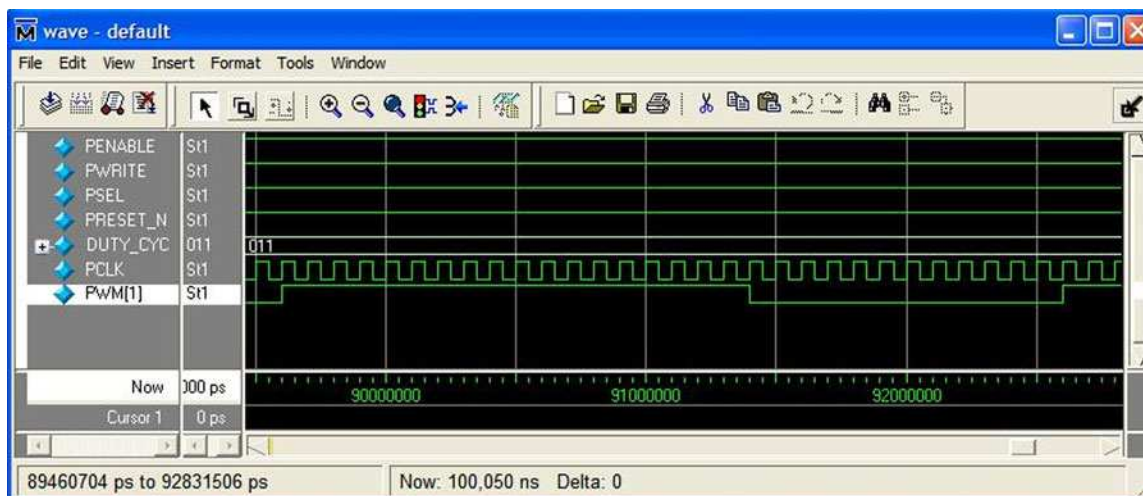 wave - default
File Edit View Insert Format Tools Window
PENABLE St1
PWRITE St1
PSEL St1
PRESET_N St1
DUTY_CYC 011 011
PCLK St1
PWM[1] St1
Now 000 ps 90000000 91000000 92000000
Cursor 1 0 ps
89460704 ps to 92831506 ps Now: 100,050 ns Delta: 0